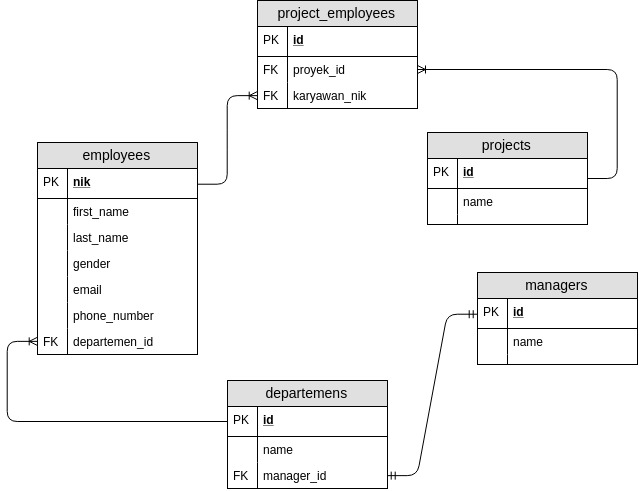 project_employees
PK id
FK proyek_id
FK karyawan_nik
employees
PK nik
first_name
last_name
gender
email
phone_number
FK departemen_id
projects
PK id
name
managers
PK id
name
departemens
PK id
name
FK manager_id